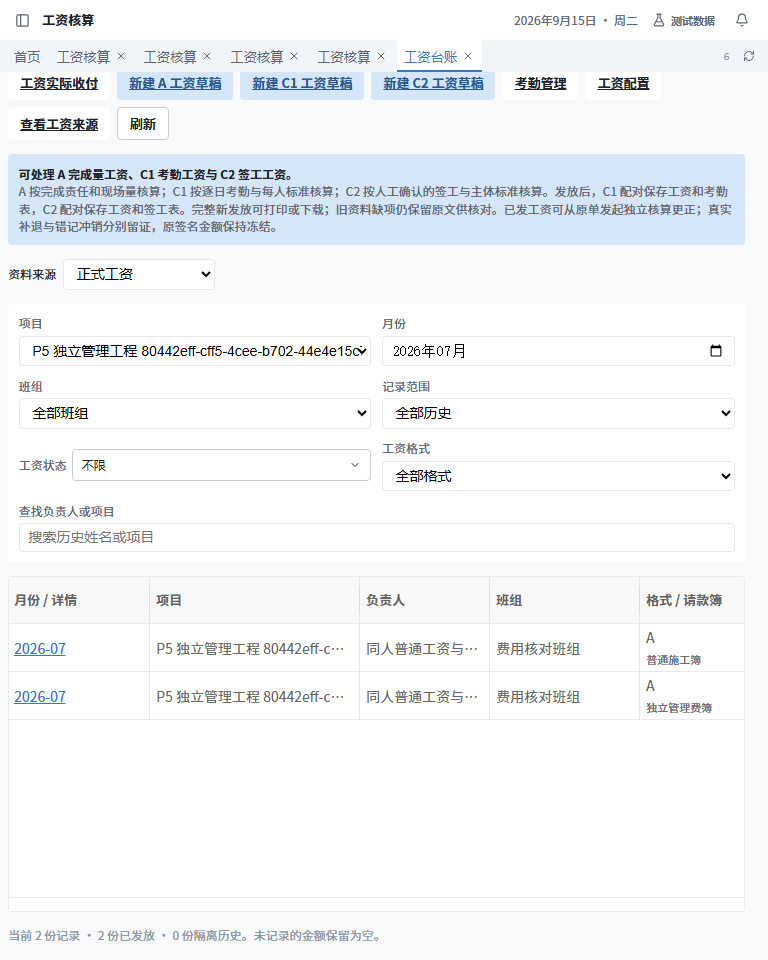 工资核算
2026年9月15日 • 周二 测试数据
首页 工资核算 × 工资核算 × 工资核算 × 工资核算 × 工资台账 × 6
工资实际收付 新建 A 工资草稿 新建 C1 工资草稿 新建 C2 工资草稿 考勤管理 工资配置
查看工资来源 刷新
可处理 A 完成量工资、C1 考勤工资与 C2 签工工资。
A 按完成责任和现场量核算；C1 按逐日考勤与每人标准核算；C2 按人工确认的签工与主体标准核算。发放后，C1 配对保存工资和考勤
表，C2 配对保存工资和签工表。完整新发放可打印或下载；旧资料缺项仍保留原文供核对。已发工资可从原单发起独立核算更正；真实
补退与错记冲销分别留证，原签名金额保持冻结。
资料来源 正式工资
项目 月份
P5 独立管理工程 80442eff-cff5-4cee-b702-44e4e15c 2026年07月
班组 记录范围
全部班组 全部历史
工资状态 不限 工资格式
全部格式
查找负责人或项目
搜索历史姓名或项目
月份 / 详情 项目 负责人 班组 格式 / 请款簿
2026-07 P5 独立管理工程 80442eff-c… 同人普通工资与… 费用核对班组 A
普通施工簿
2026-07 P5 独立管理工程 80442eff-c… 同人普通工资与… 费用核对班组 A
独立管理费簿
当前 2 份记录 • 2 份已发放 • 0 份隔离历史。未记录的金额保留为空。